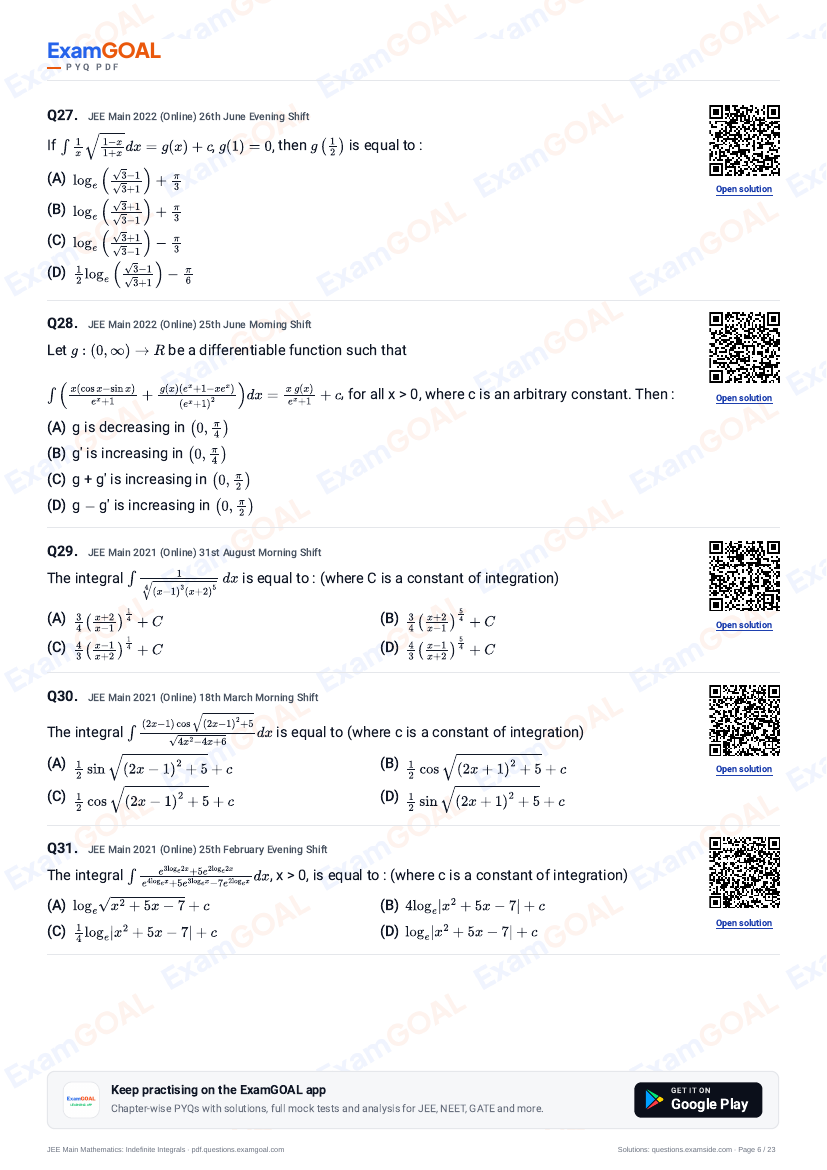 ExamGOAL
PYQ PDF
Q27. JEE Main 2022 (Online) 26th June Evening Shift
If ∫ 1/x √((1−x)/(1+x)) dx = g(x) + c, g(1) = 0, then g (1/2) is equal to :
(A) logₑ ((√3−1)/(√3+1)) + π/3
(B) logₑ ((√3+1)/(√3−1)) + π/3
(C) logₑ ((√3+1)/(√3−1)) − π/3
(D) 1/2 logₑ ((√3−1)/(√3+1)) − π/6
Open solution
Q28. JEE Main 2022 (Online) 25th June Morning Shift
Let g : (0, ∞) → R be a differentiable function such that
∫ ( x(cos x−sin x)/(eˣ+1) + g(x)(eˣ+1−xeˣ)/(eˣ+1)² ) dx = x g(x)/(eˣ+1) + c, for all x > 0, where c is an arbitrary constant. Then :
(A) g is decreasing in (0, π/4)
(B) g' is increasing in (0, π/4)
(C) g + g' is increasing in (0, π/2)
(D) g − g' is increasing in (0, π/2)
Open solution
Q29. JEE Main 2021 (Online) 31st August Morning Shift
The integral ∫ 1/⁴√((x−1)³(x+2)⁵) dx is equal to : (where C is a constant of integration)
(A) 3/4 ((x+2)/(x−1))^(1/4) + C
(B) 3/4 ((x+2)/(x−1))^(5/4) + C
(C) 4/3 ((x−1)/(x+2))^(1/4) + C
(D) 4/3 ((x−1)/(x+2))^(5/4) + C
Open solution
Q30. JEE Main 2021 (Online) 18th March Morning Shift
The integral ∫ (2x−1) cos √((2x−1)²+5) / √(4x²−4x+6) dx is equal to (where c is a constant of integration)
(A) 1/2 sin √((2x − 1)² + 5) + c
(B) 1/2 cos √((2x + 1)² + 5) + c
(C) 1/2 cos √((2x − 1)² + 5) + c
(D) 1/2 sin √((2x + 1)² + 5) + c
Open solution
Q31. JEE Main 2021 (Online) 25th February Evening Shift
The integral ∫ (e^(3logₑ2x)+5e^(2logₑ2x))/(e^(4logₑx)+5e^(3logₑx)−7e^(2logₑx)) dx, x > 0, is equal to : (where c is a constant of integration)
(A) logₑ√(x² + 5x − 7) + c
(B) 4logₑ|x² + 5x − 7| + c
(C) 1/4 logₑ|x² + 5x − 7| + c
(D) logₑ|x² + 5x − 7| + c
Open solution
Keep practising on the ExamGOAL app
Chapter-wise PYQs with solutions, full mock tests and analysis for JEE, NEET, GATE and more.
GET IT ON
Google Play
JEE Main Mathematics: Indefinite Integrals · pdf.questions.examgoal.com
Solutions: questions.examside.com · Page 6 / 23